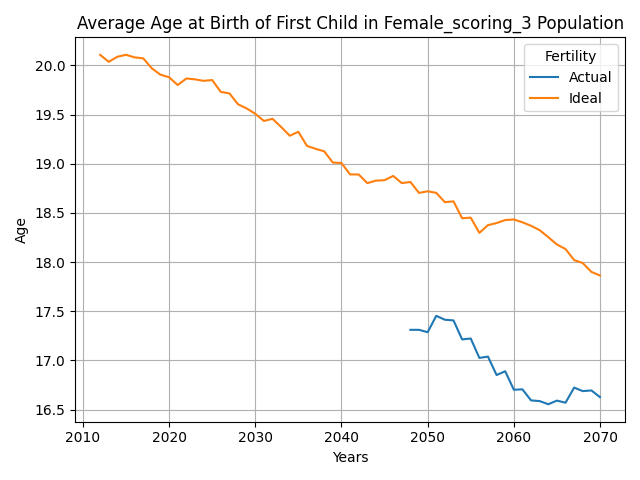 Average Age at Birth of First Child in Female_scoring_3 Population
Fertility
Actual
Ideal
20.0
19.5
19.0
18.5
18.0
17.5
17.0
16.5
Age
2010
2020
2030
2040
2050
2060
2070
Years